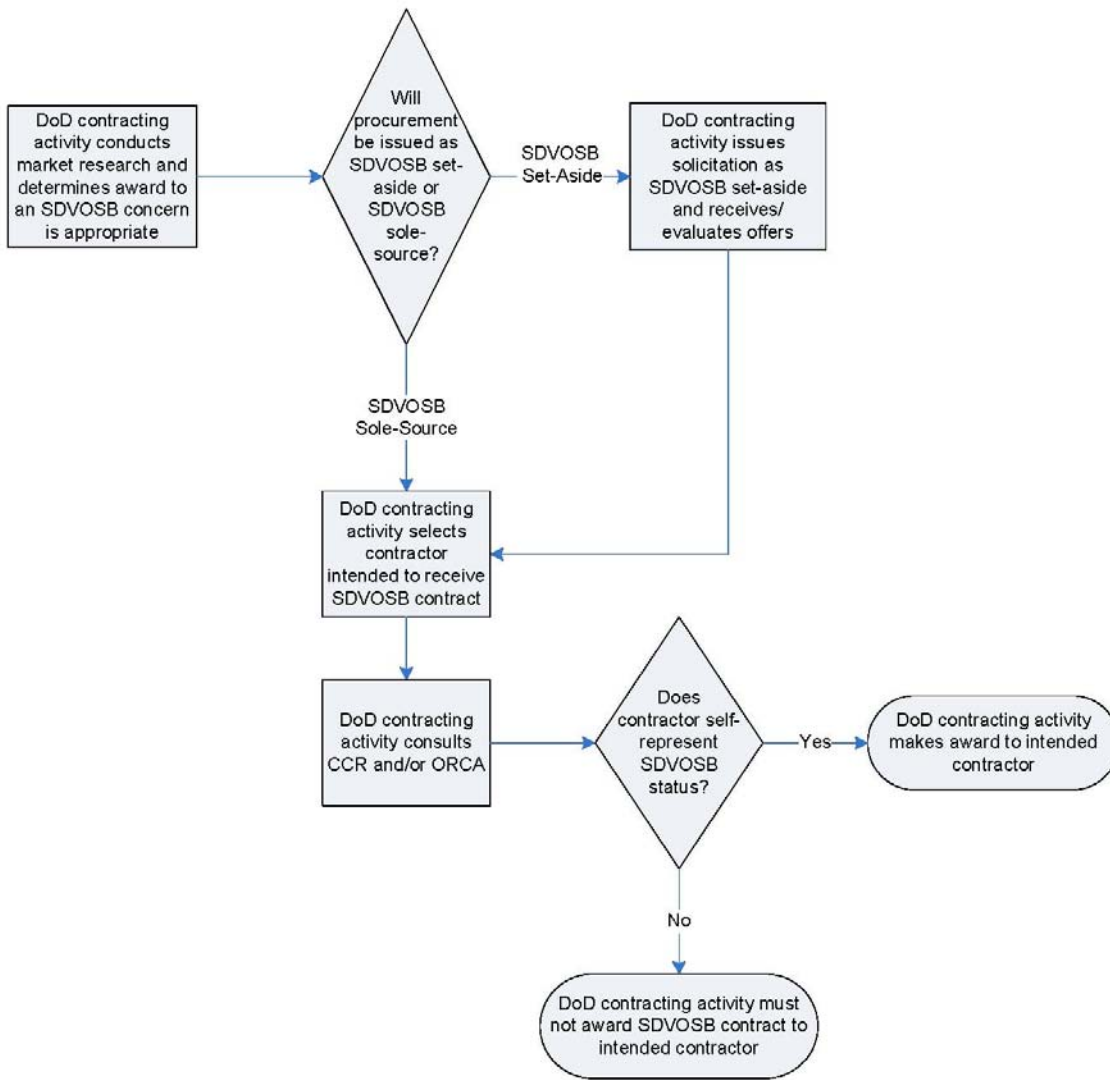 DoD contracting
activity conducts
market research and
determines award to
an SDVOSB concern
is appropriate
Will
procurement
be issued as
SDVOSB set-
aside or
SDVOSB
sole-
source?
SDVOSB
Set-Aside
DoD contracting
activity issues
solicitation as
SDVOSB set-aside
and receives/
evaluates offers
SDVOSB
Sole-Source
DoD contracting
activity selects
contractor
intended to receive
SDVOSB contract
DoD contracting
activity consults
CCR and/or ORCA
Does
contractor self-
represent
SDVOSB
status?
Yes
DoD contracting activity
makes award to intended
contractor
No
DoD contracting activity must
not award SDVOSB contract to
intended contractor